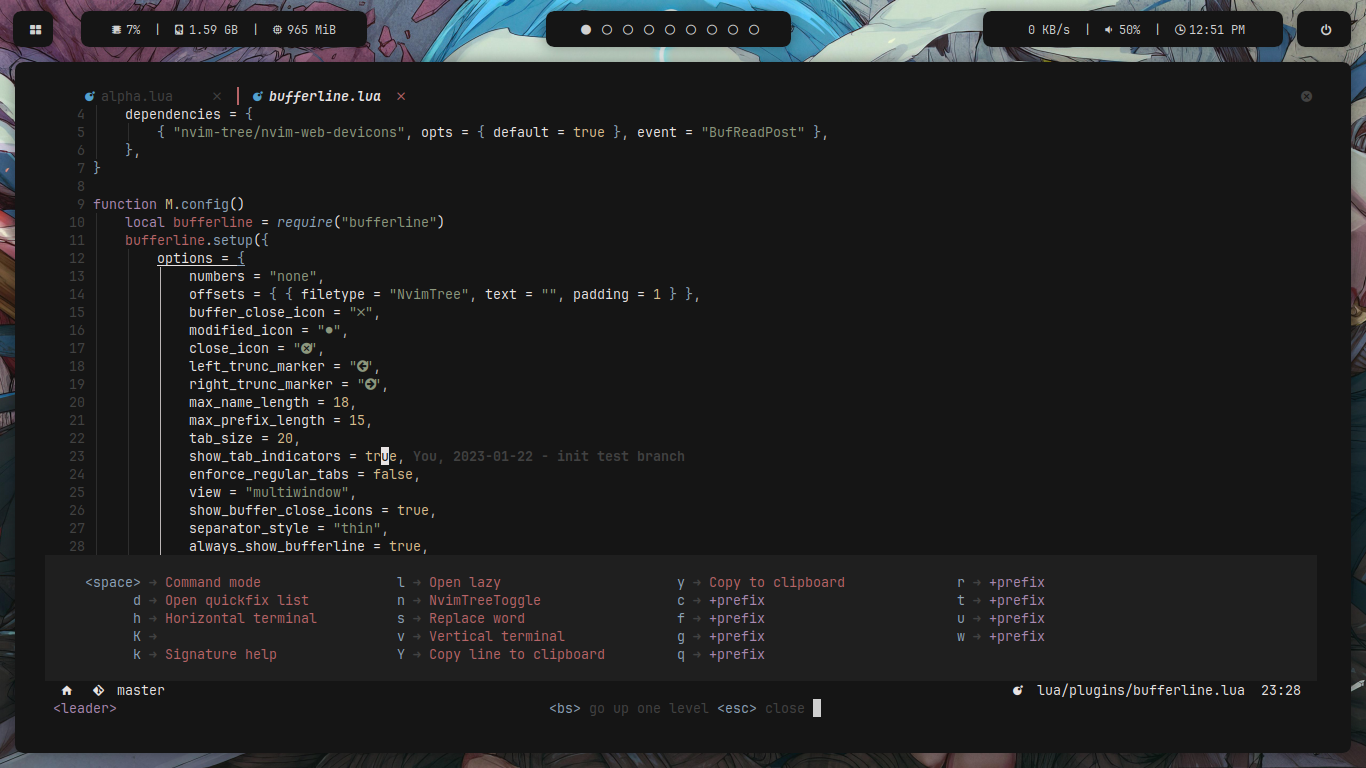 7% | 1.59 GB | 965 MiB
0 KB/s | 50% | 12:51 PM
alpha.lua × | bufferline.lua ×
4 dependencies = {
5 { "nvim-tree/nvim-web-devicons", opts = { default = true }, event = "BufReadPost" },
6 },
7 }
8
9 function M.config()
10 local bufferline = require("bufferline")
11 bufferline.setup({
12 options = {
13 numbers = "none",
14 offsets = { { filetype = "NvimTree", text = "", padding = 1 } },
15 buffer_close_icon = "×",
16 modified_icon = "●",
17 close_icon = "",
18 left_trunc_marker = "",
19 right_trunc_marker = "",
20 max_name_length = 18,
21 max_prefix_length = 15,
22 tab_size = 20,
23 show_tab_indicators = true, You, 2023-01-22 - init test branch
24 enforce_regular_tabs = false,
25 view = "multiwindow",
26 show_buffer_close_icons = true,
27 separator_style = "thin",
28 always_show_bufferline = true,
<space> → Command mode l → Open lazy y → Copy to clipboard r → +prefix
d → Open quickfix list n → NvimTreeToggle c → +prefix t → +prefix
h → Horizontal terminal s → Replace word f → +prefix u → +prefix
K → v → Vertical terminal g → +prefix w → +prefix
k → Signature help Y → Copy line to clipboard q → +prefix
master lua/plugins/bufferline.lua 23:28
<leader> <bs> go up one level <esc> close